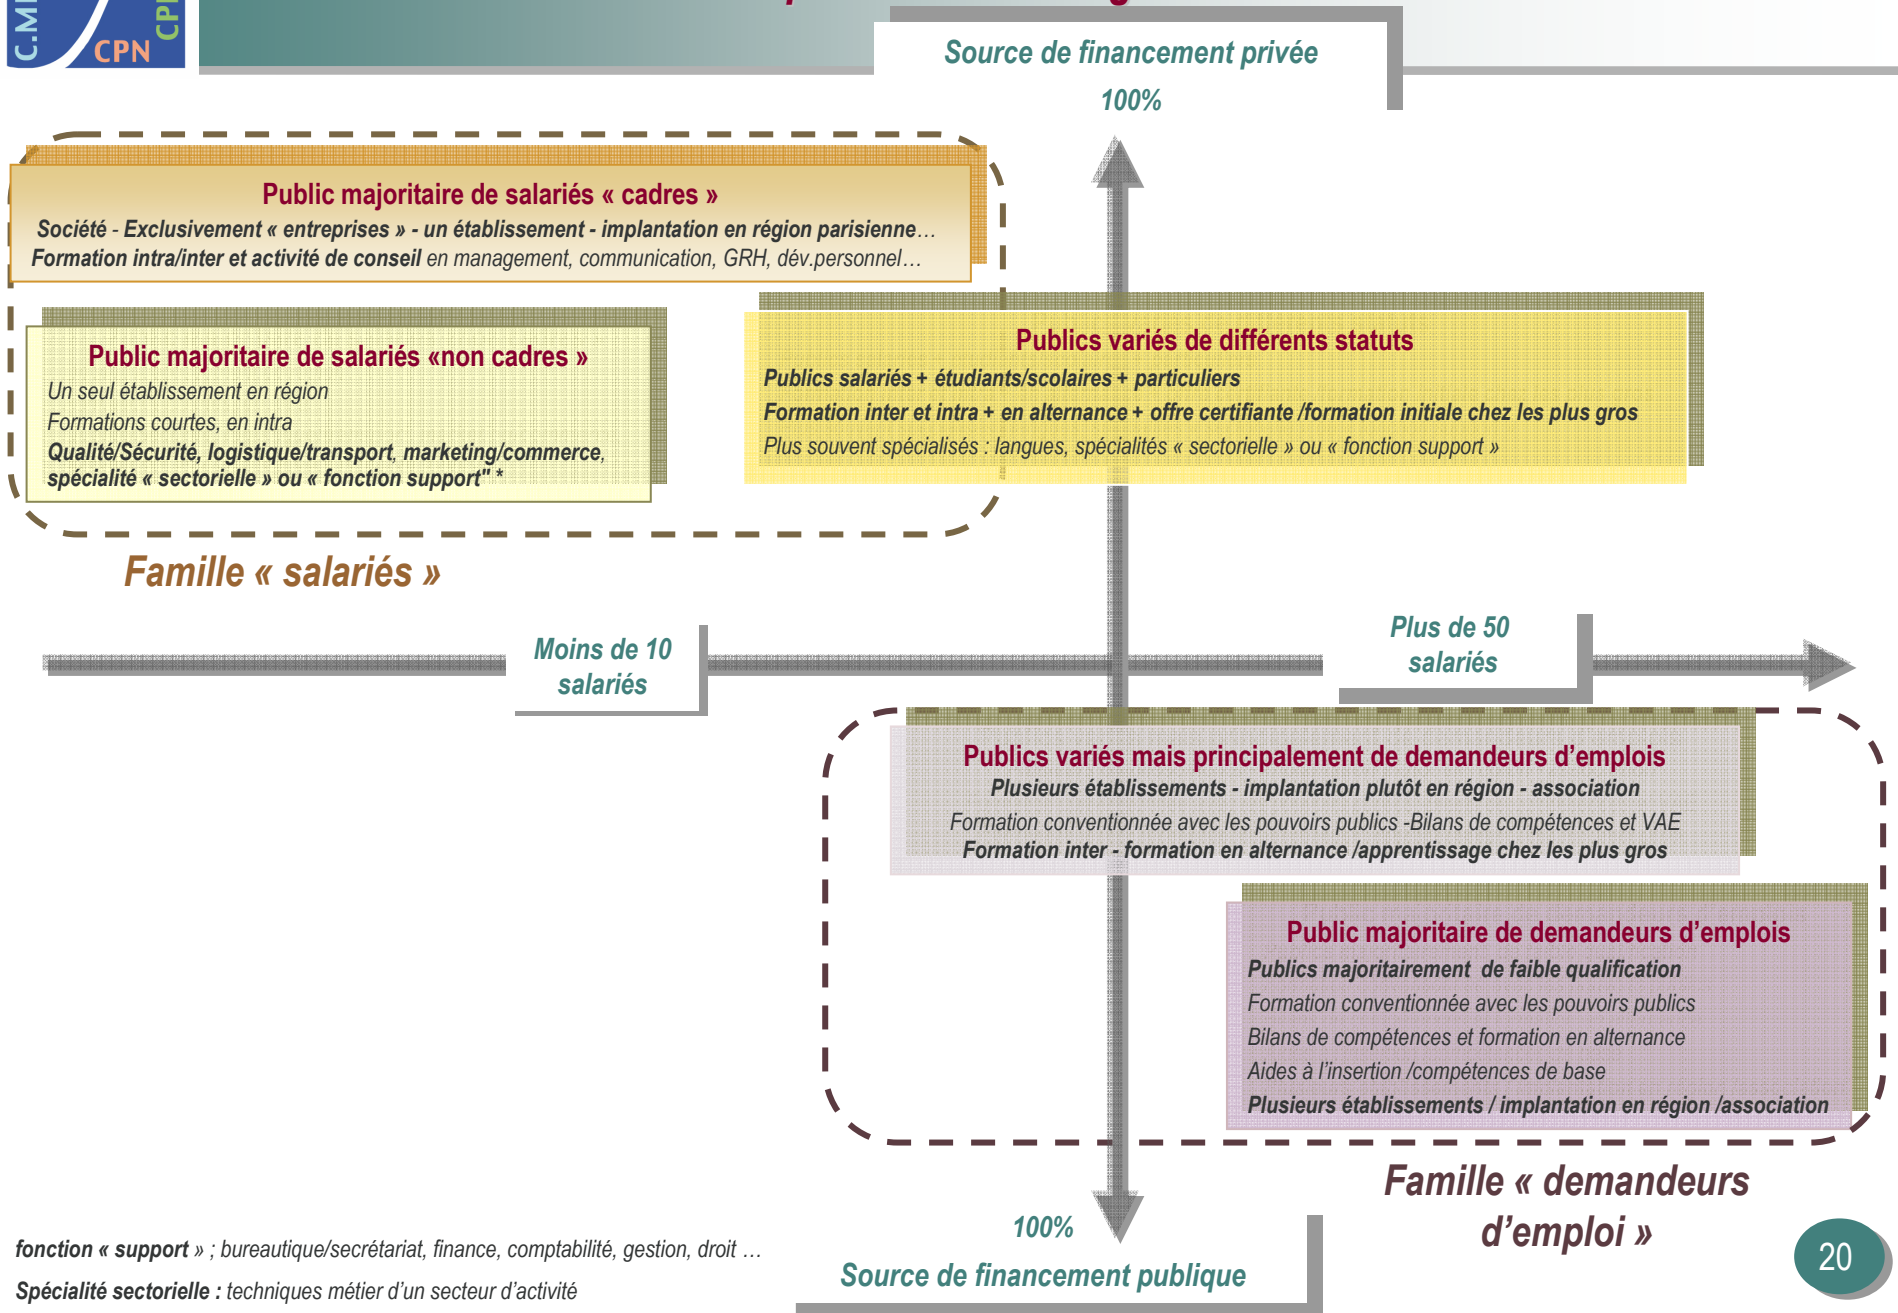 C.M
CPN
CP
Source de financement privée
100%
Public majoritaire de salariés « cadres »
Société - Exclusivement « entreprises » - un établissement - implantation en région parisienne…
Formation intra/inter et activité de conseil en management, communication, GRH, dév.personnel…
Public majoritaire de salariés «non cadres »
Un seul établissement en région
Formations courtes, en intra
Qualité/Sécurité, logistique/transport, marketing/commerce,
spécialité « sectorielle » ou « fonction support" *
Publics variés de différents statuts
Publics salariés + étudiants/scolaires + particuliers
Formation inter et intra + en alternance + offre certifiante /formation initiale chez les plus gros
Plus souvent spécialisés : langues, spécialités « sectorielle » ou « fonction support »
Famille « salariés »
Moins de 10
salariés
Plus de 50
salariés
Publics variés mais principalement de demandeurs d’emplois
Plusieurs établissements - implantation plutôt en région - association
Formation conventionnée avec les pouvoirs publics -Bilans de compétences et VAE
Formation inter - formation en alternance /apprentissage chez les plus gros
Public majoritaire de demandeurs d’emplois
Publics majoritairement de faible qualification
Formation conventionnée avec les pouvoirs publics
Bilans de compétences et formation en alternance
Aides à l’insertion /compétences de base
Plusieurs établissements / implantation en région /association
Famille « demandeurs
d’emploi »
100%
Source de financement publique
fonction « support » ; bureautique/secrétariat, finance, comptabilité, gestion, droit …
Spécialité sectorielle : techniques métier d’un secteur d’activité
20